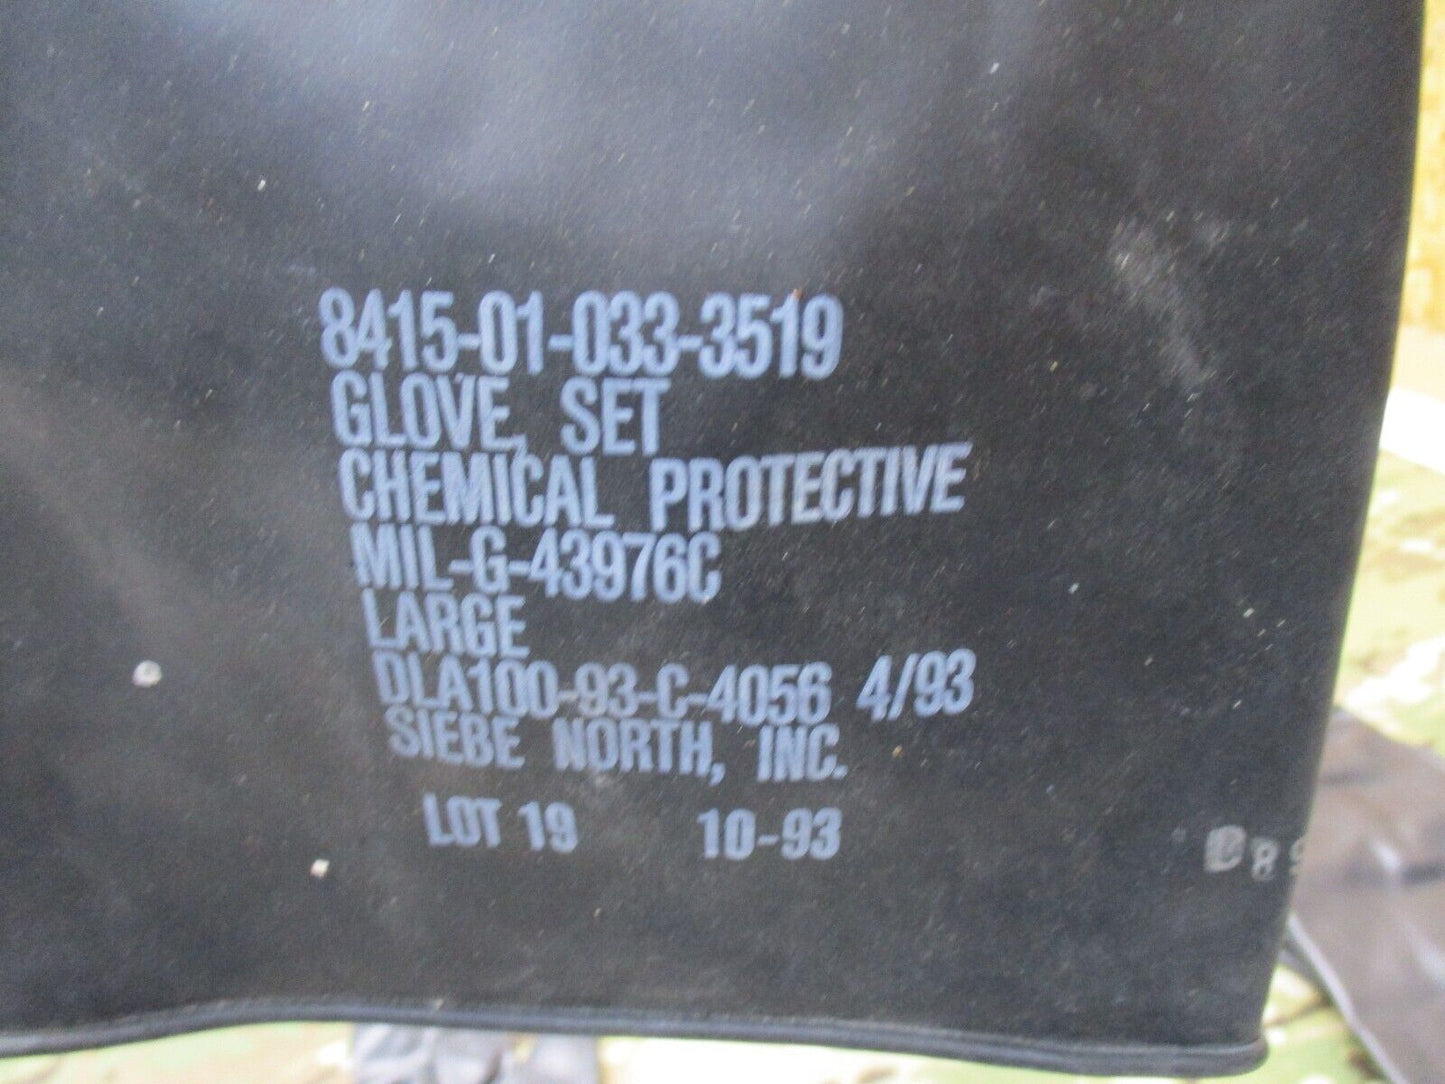 8415-01-033-3519
GLOVE, SET
CHEMICAL PROTECTIVE
MIL-G-43976C
LARGE
DLA100-93-C-4056 4/93
SIEBE NORTH, INC.
LOT 19 10-93